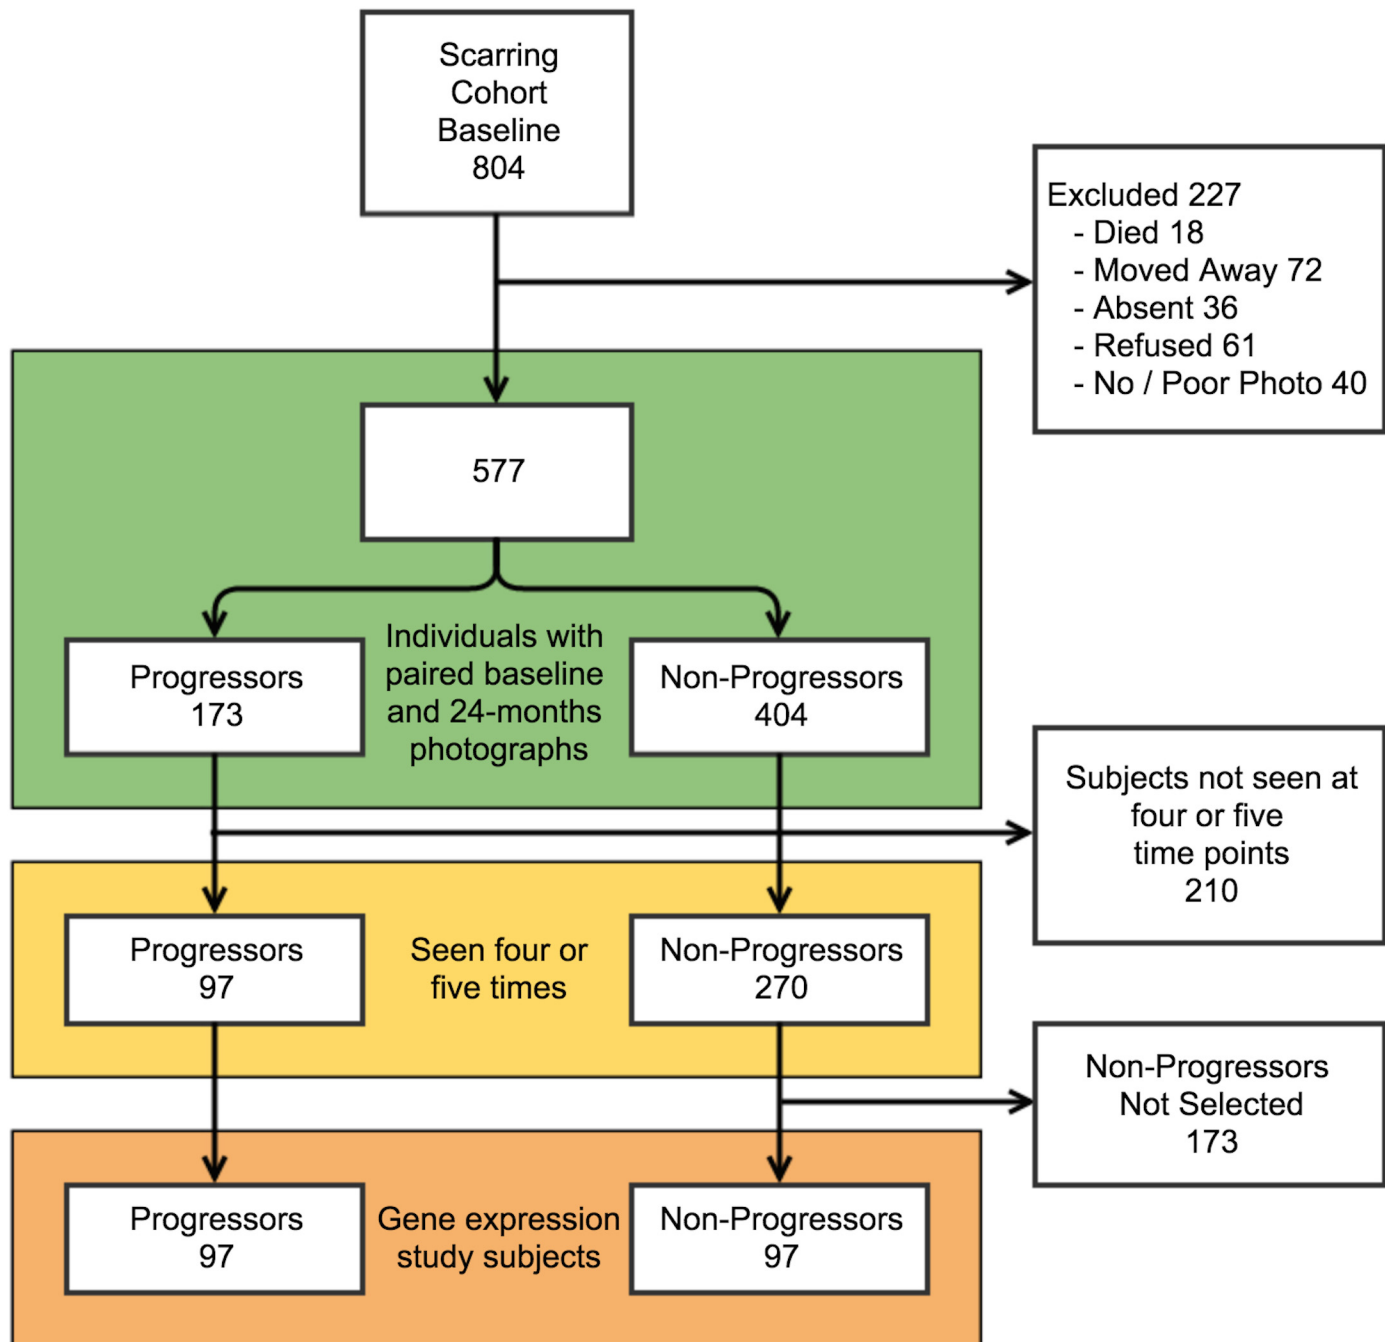 Scarring
Cohort
Baseline
804
Excluded 227
- Died 18
- Moved Away 72
- Absent 36
- Refused 61
- No / Poor Photo 40
577
Individuals with
paired baseline
and 24-months
photographs
Progressors
173
Non-Progressors
404
Subjects not seen at
four or five
time points
210
Progressors
97
Seen four or
five times
Non-Progressors
270
Non-Progressors
Not Selected
173
Progressors
97
Gene expression
study subjects
Non-Progressors
97